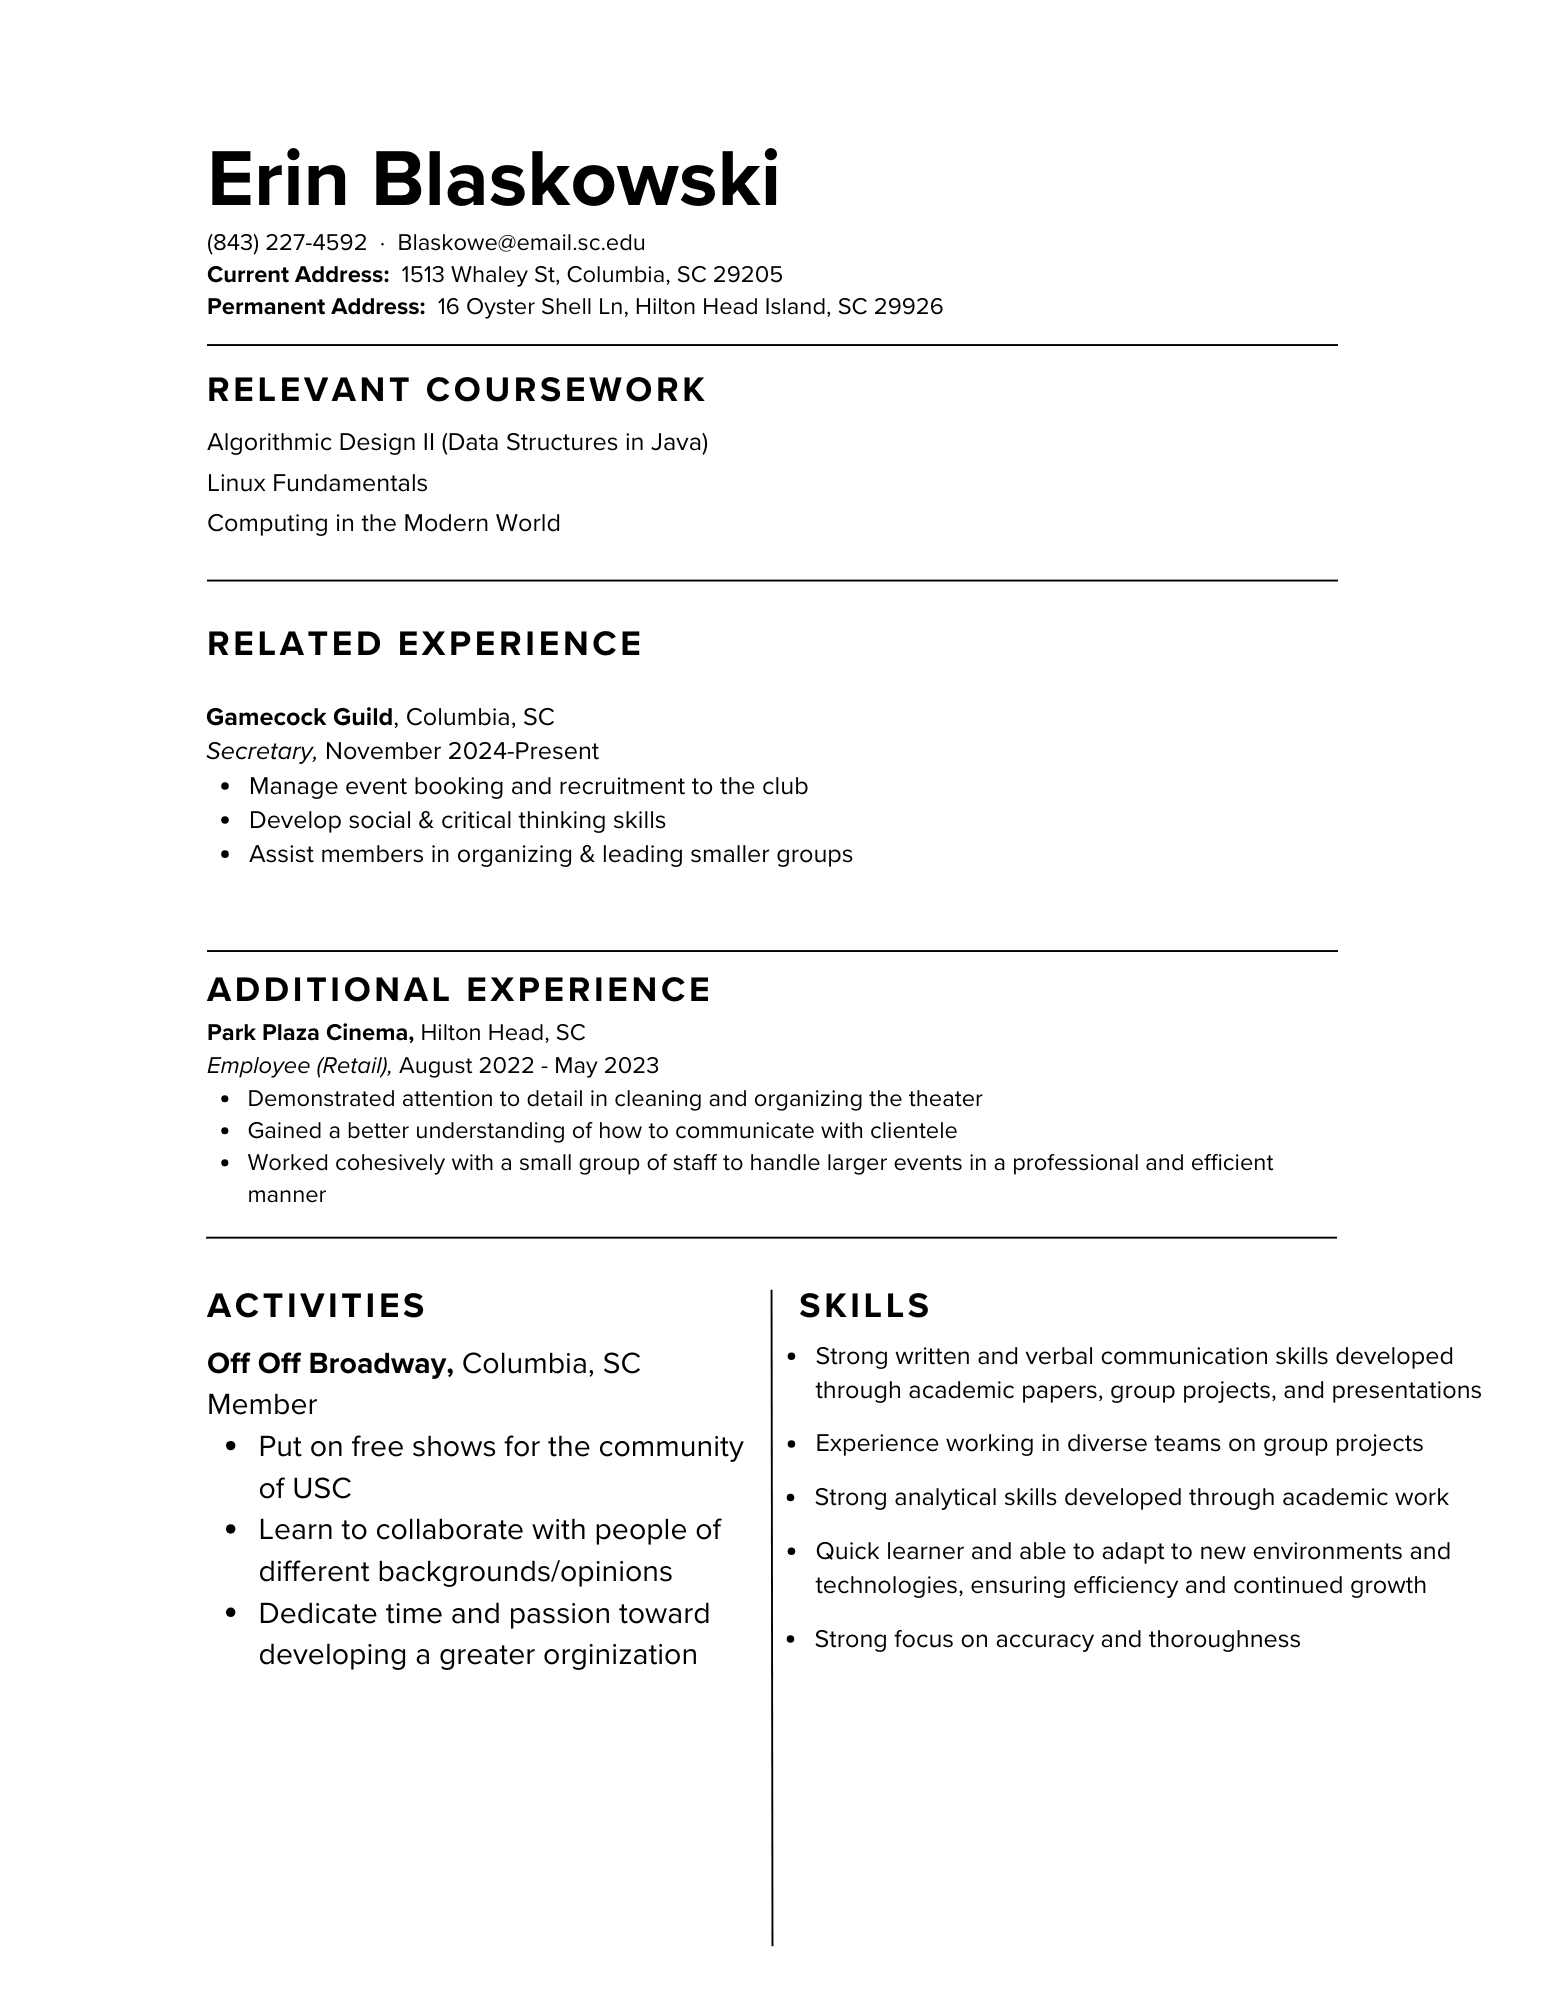 Erin Blaskowski
(843) 227-4592 · Blaskowe@email.sc.edu
Current Address: 1513 Whaley St, Columbia, SC 29205
Permanent Address: 16 Oyster Shell Ln, Hilton Head Island, SC 29926
RELEVANT COURSEWORK
Algorithmic Design II (Data Structures in Java)
Linux Fundamentals
Computing in the Modern World
RELATED EXPERIENCE
Gamecock Guild, Columbia, SC
Secretary, November 2024-Present
• Manage event booking and recruitment to the club
• Develop social & critical thinking skills
• Assist members in organizing & leading smaller groups
ADDITIONAL EXPERIENCE
Park Plaza Cinema, Hilton Head, SC
Employee (Retail), August 2022 - May 2023
• Demonstrated attention to detail in cleaning and organizing the theater
• Gained a better understanding of how to communicate with clientele
• Worked cohesively with a small group of staff to handle larger events in a professional and efficient
manner
ACTIVITIES
Off Off Broadway, Columbia, SC
Member
• Put on free shows for the community
of USC
• Learn to collaborate with people of
different backgrounds/opinions
• Dedicate time and passion toward
developing a greater orginization
SKILLS
• Strong written and verbal communication skills developed
through academic papers, group projects, and presentations
• Experience working in diverse teams on group projects
• Strong analytical skills developed through academic work
• Quick learner and able to adapt to new environments and
technologies, ensuring efficiency and continued growth
• Strong focus on accuracy and thoroughness